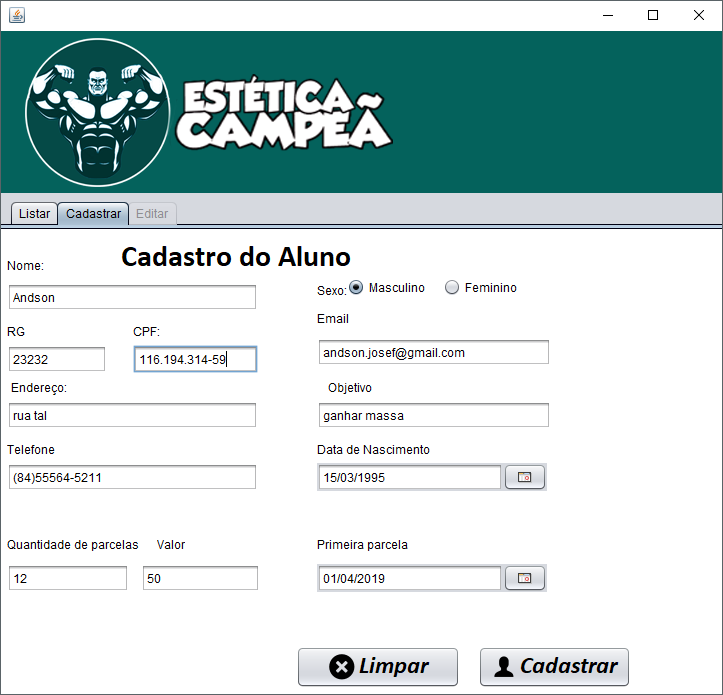 ESTÉTICA
CAMPEÃ
Listar Cadastrar Editar
Cadastro do Aluno
Nome:
Andson
Sexo: Masculino Feminino
RG CPF:
23232 116.194.314-59
Email
andson.josef@gmail.com
Endereço:
rua tal
Objetivo
ganhar massa
Telefone
(84)55564-5211
Data de Nascimento
15/03/1995
Quantidade de parcelas Valor
12 50
Primeira parcela
01/04/2019
Limpar Cadastrar